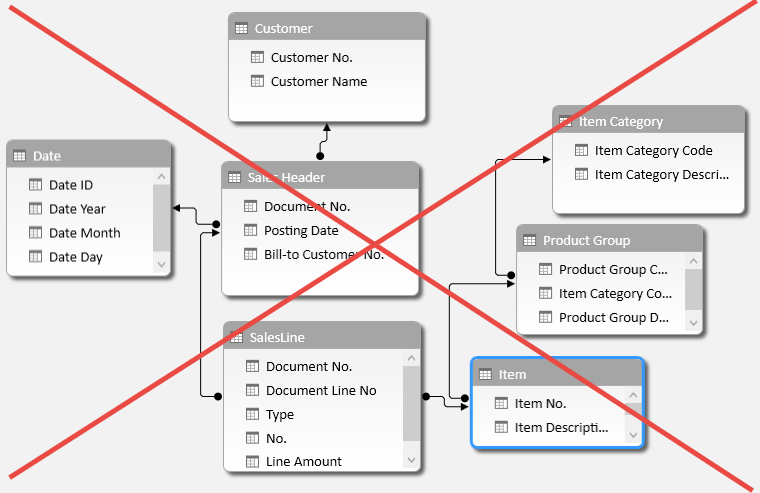 Customer
Customer No.
Customer Name
Date
Date ID
Date Year
Date Month
Date Day
Sales Header
Document No.
Posting Date
Bill-to Customer No.
SalesLine
Document No.
Document Line No
Type
No.
Line Amount
Item Category
Item Category Code
Item Category Descri...
Product Group
Product Group C...
Item Category Co...
Product Group D...
Item
Item No.
Item Descripti...